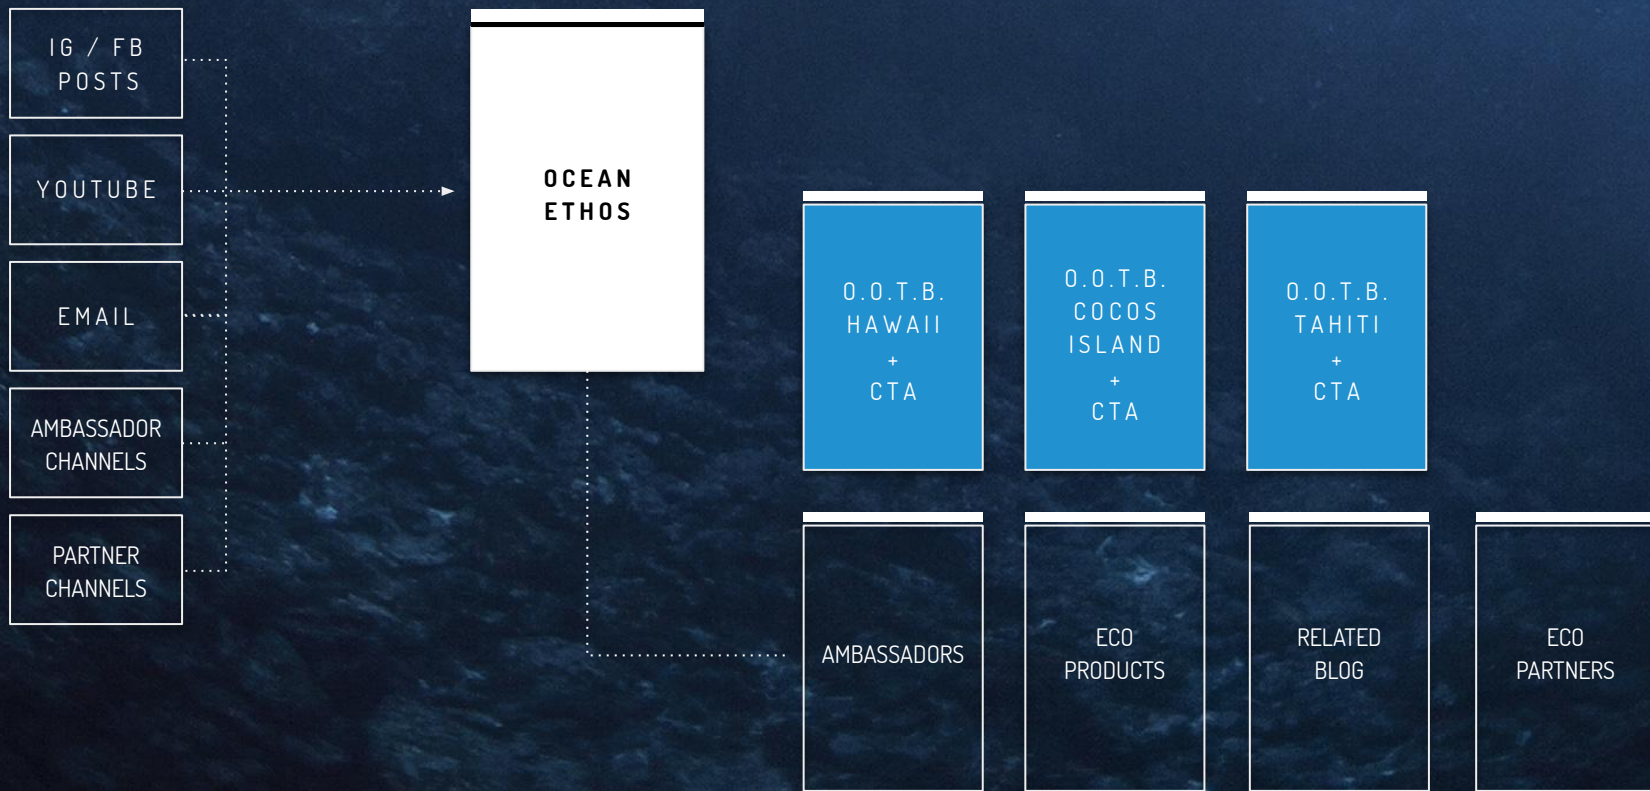 IG / FB
POSTS
YOUTUBE
EMAIL
AMBASSADOR
CHANNELS
PARTNER
CHANNELS
OCEAN
ETHOS
O.O.T.B.
HAWAII
+
CTA
O.O.T.B.
COCOS
ISLAND
+
CTA
O.O.T.B.
TAHITI
+
CTA
AMBASSADORS
ECO
PRODUCTS
RELATED
BLOG
ECO
PARTNERS